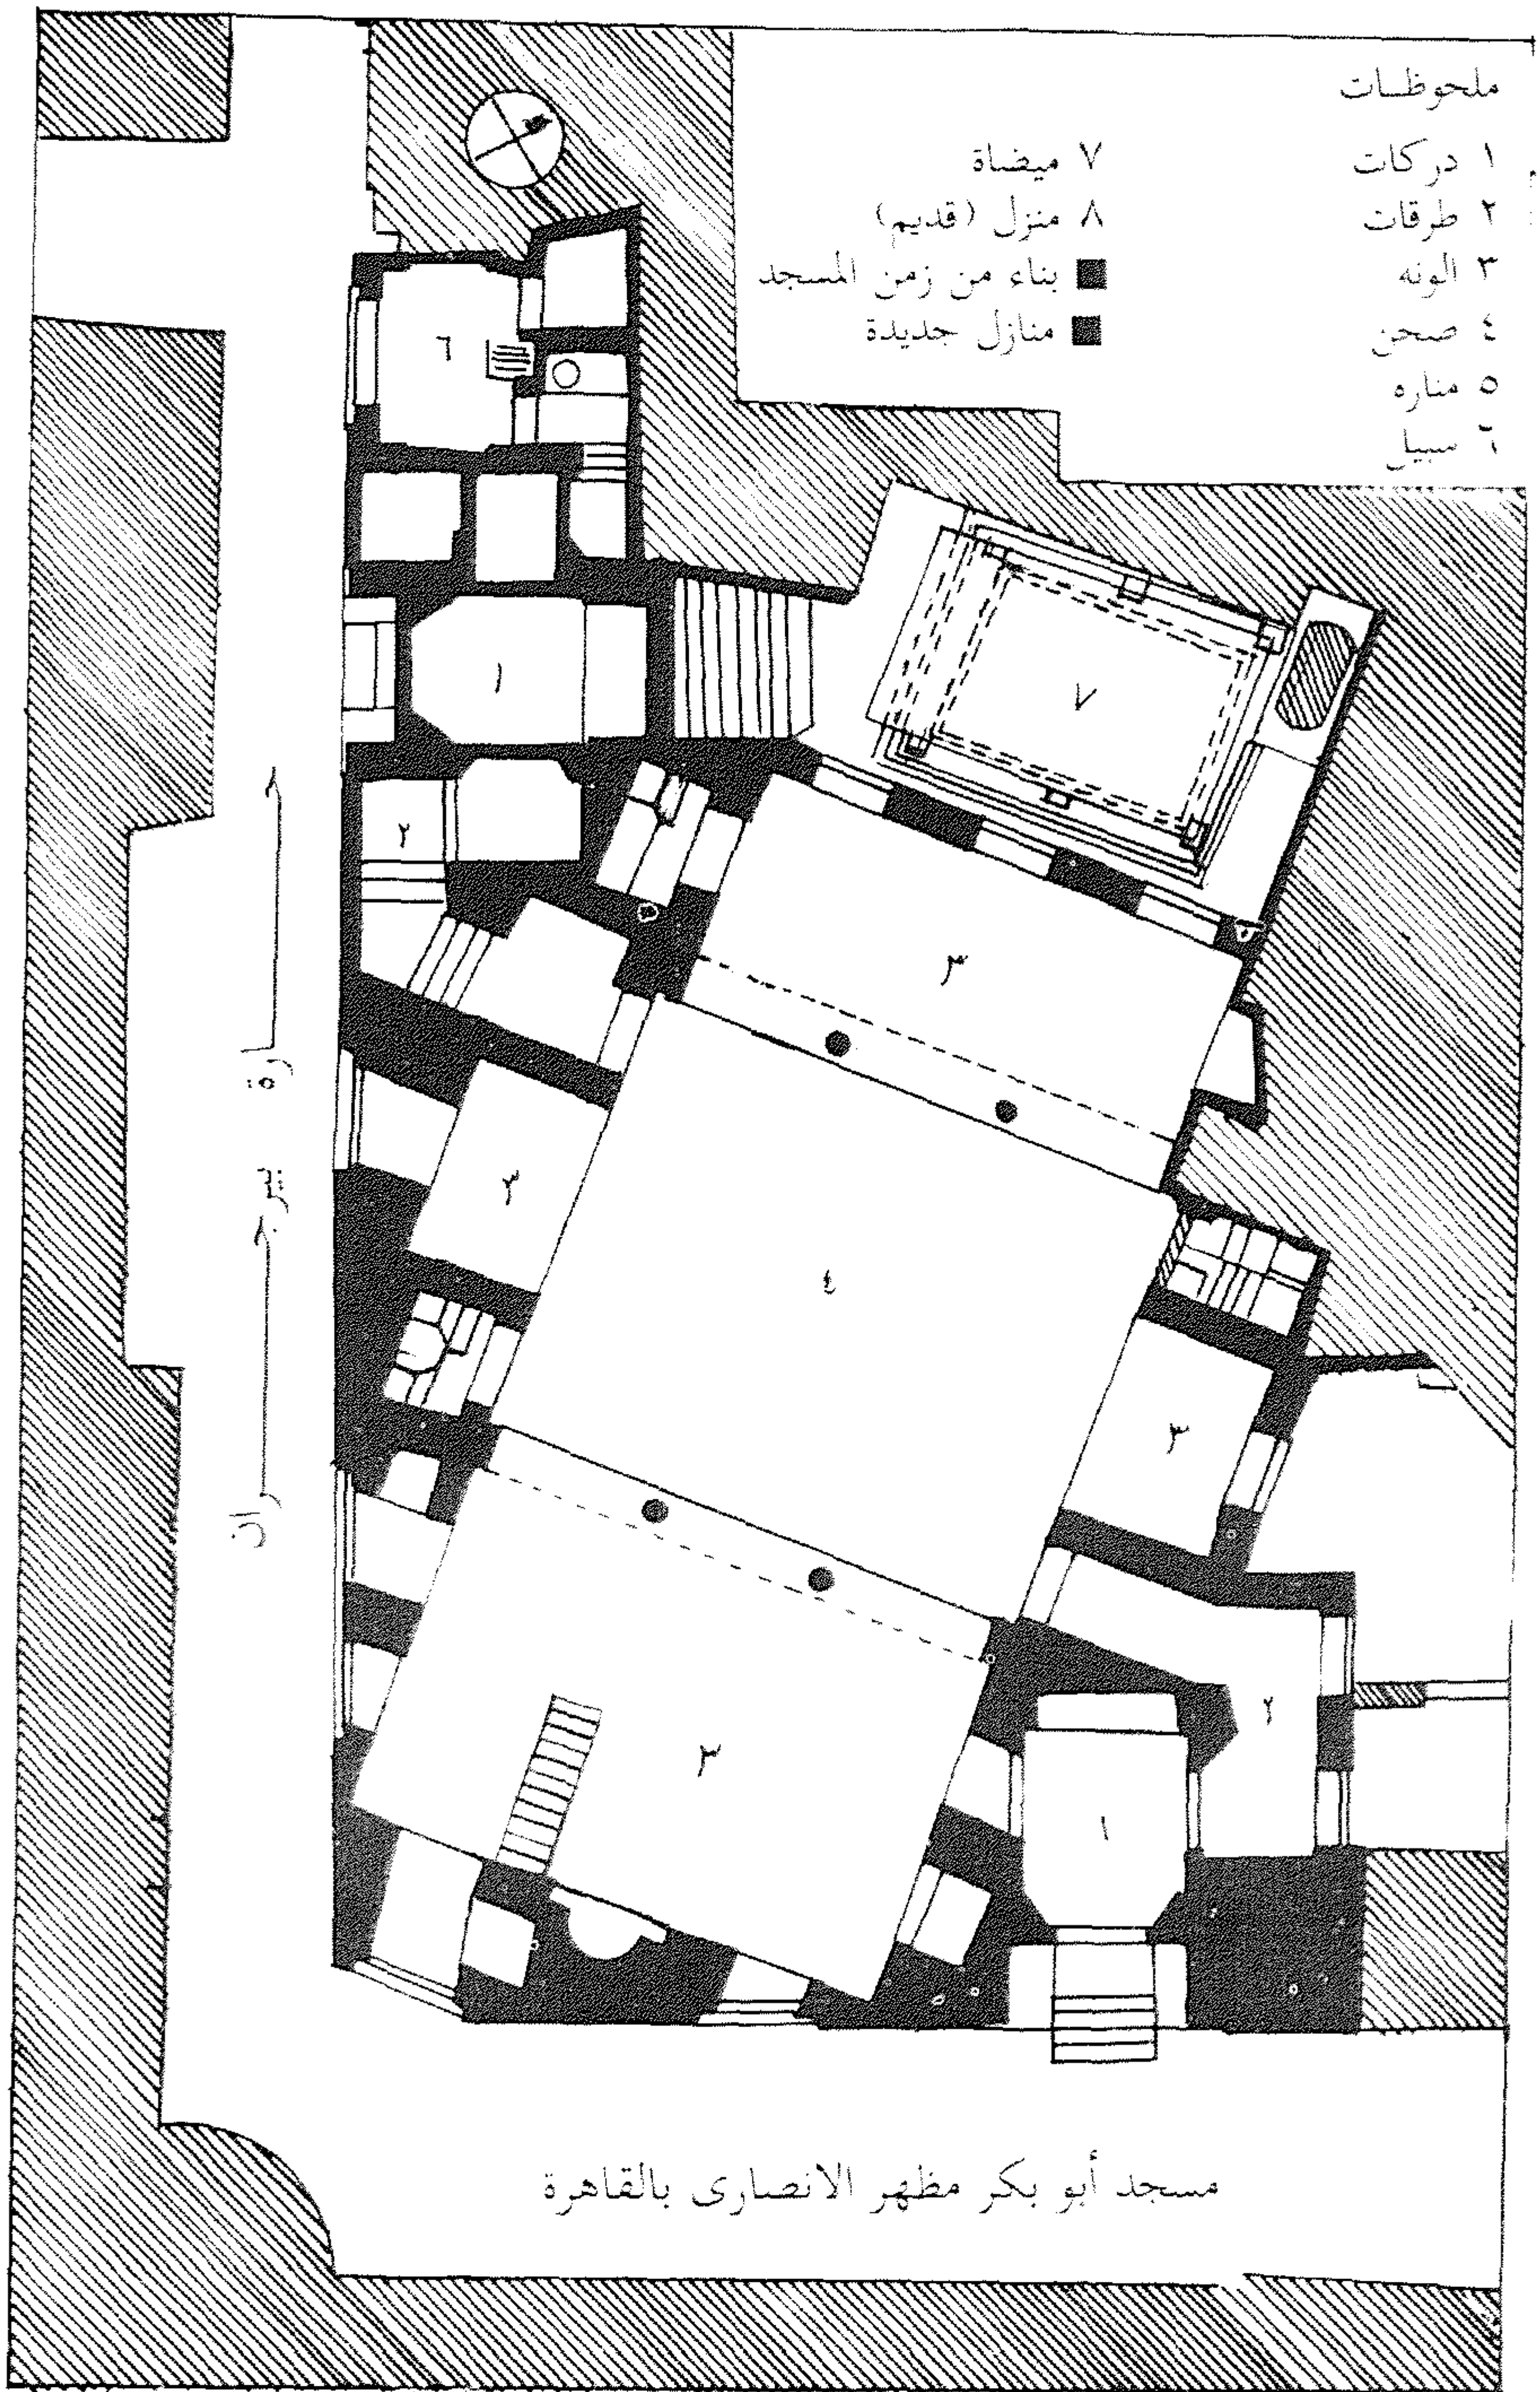 ملحوظات
١ دركات
٢ طرقات
٣ الونه
٤ صحن
٥ مناره
٦ سبيل
٧ ميضاة
٨ منزل (قديم)
بناء من زمن المسجد
منازل جديدة
٦
١
٧
٢
٣
٣
٤
٣
٣
٢
١
حـــارة بيرجـــوان
مسجد أبو بكر مظهر الانصارى بالقاهرة